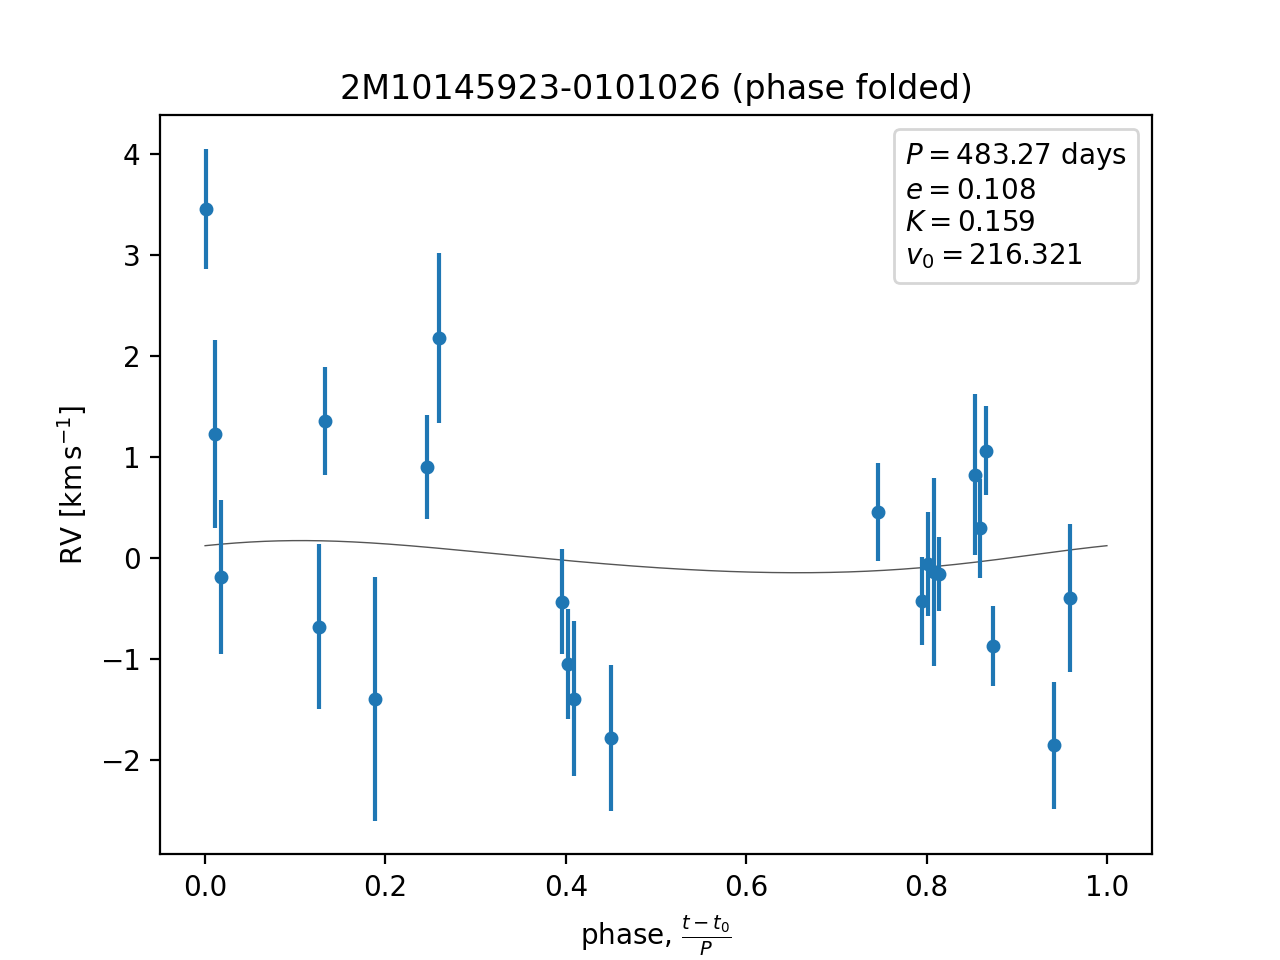 2M10145923-0101026 (phase folded)
P = 483.27 days
e = 0.108
K = 0.159
v₀ = 216.321
4
3
2
1
0
−1
−2
RV [km s⁻¹]
0.0 0.2 0.4 0.6 0.8 1.0
phase, (t − t₀)/P